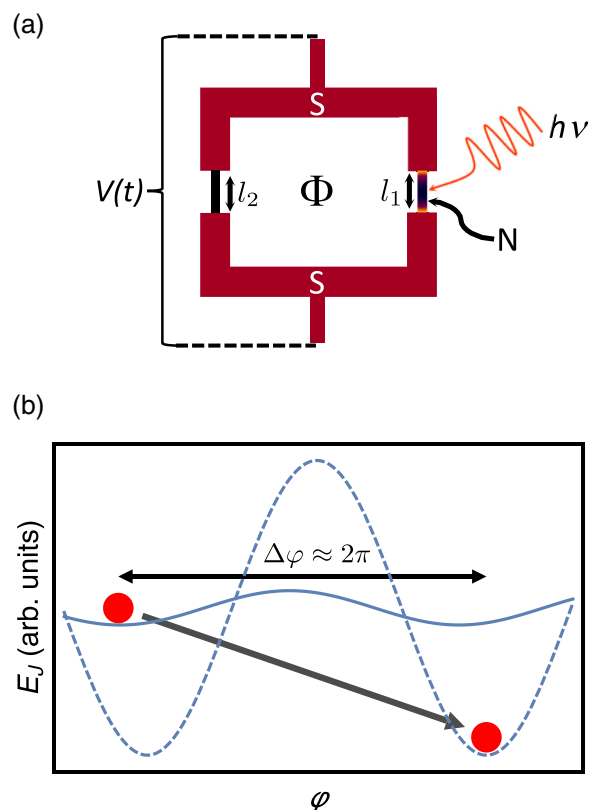 (a)
S
hν
V(t)
l₂
Φ
l₁
N
S
(b)
Δφ ≈ 2π
E_J (arb. units)
φ